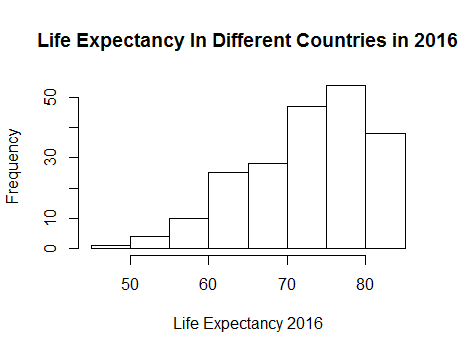 Life Expectancy In Different Countries in 2016
Frequency
50
30
10
0
50 60 70 80
Life Expectancy 2016